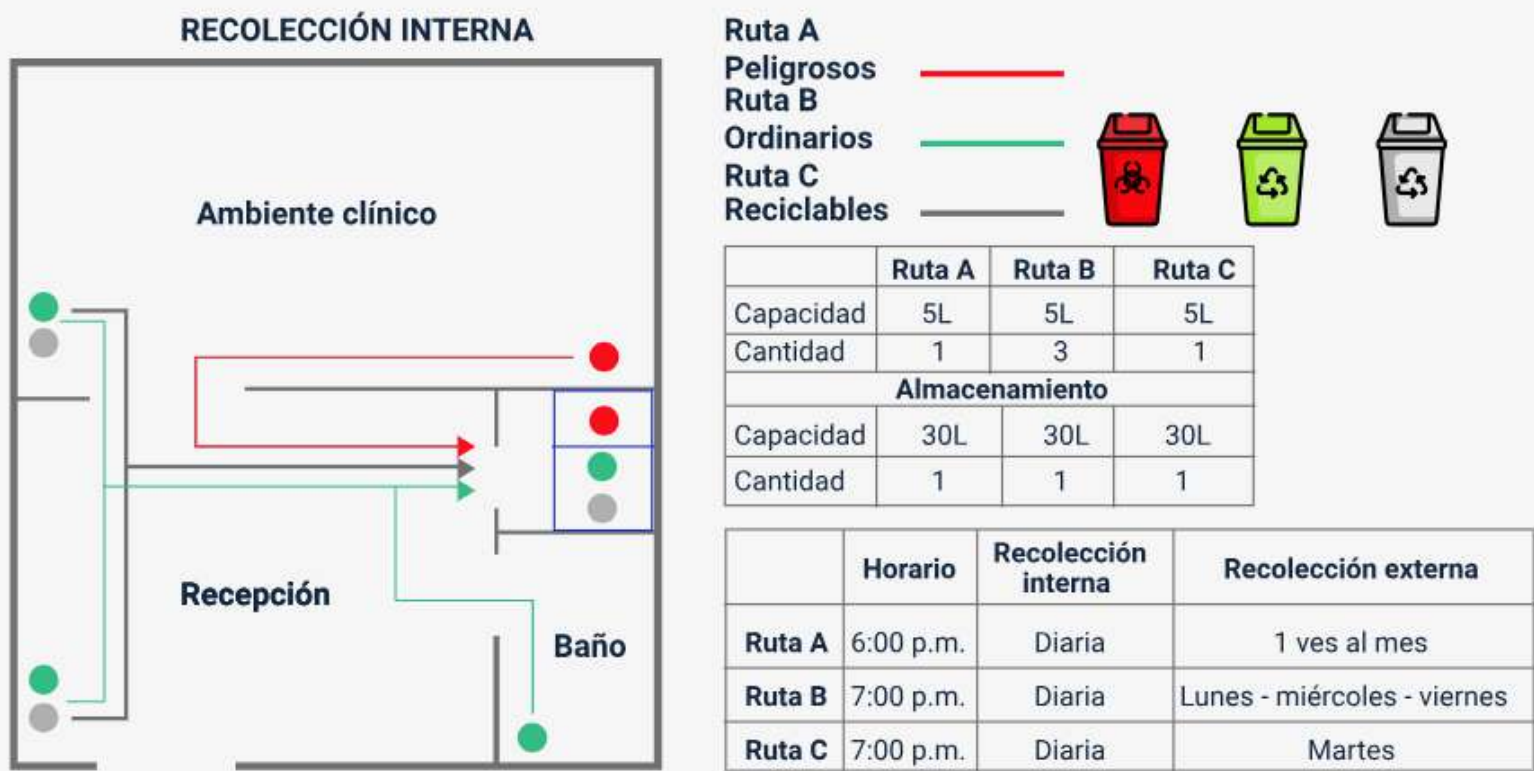 RECOLECCIÓN INTERNA
Ambiente clínico
Recepción
Baño
Ruta A
Peligrosos
Ruta B
Ordinarios
Ruta C
Reciclables
Ruta A Ruta B Ruta C
Capacidad 5L 5L 5L
Cantidad 1 3 1
Almacenamiento
Capacidad 30L 30L 30L
Cantidad 1 1 1
Horario Recolección interna Recolección externa
Ruta A 6:00 p.m. Diaria 1 ves al mes
Ruta B 7:00 p.m. Diaria Lunes - miércoles - viernes
Ruta C 7:00 p.m. Diaria Martes